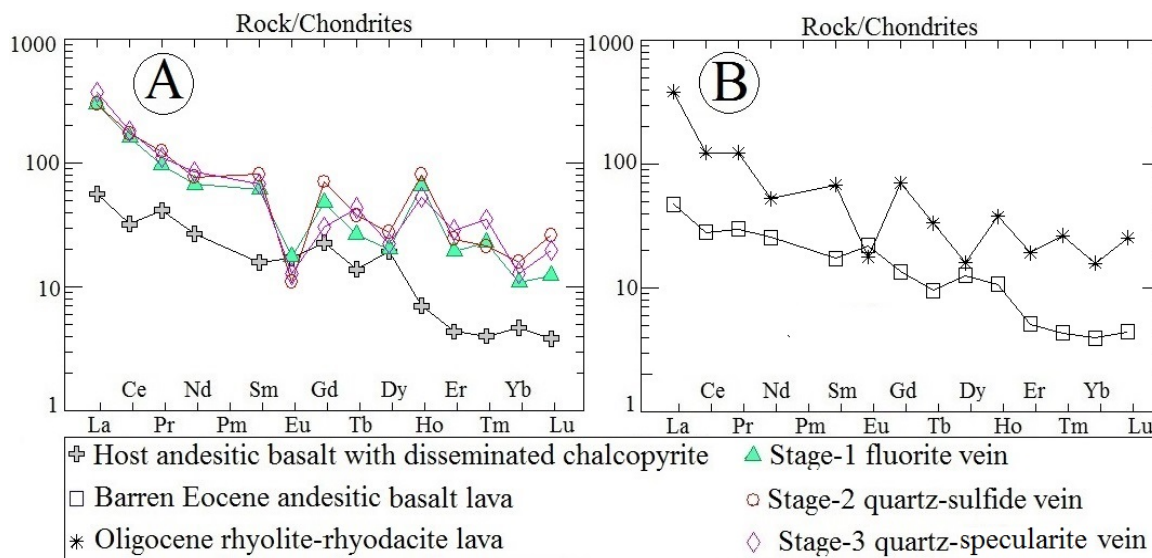 Rock/Chondrites
A
1000
100
10
1
Ce Nd Sm Gd Dy Er Yb
La Pr Pm Eu Tb Ho Tm Lu
Rock/Chondrites
B
1000
100
10
1
Ce Nd Sm Gd Dy Er Yb
La Pr Pm Eu Tb Ho Tm Lu
Host andesitic basalt with disseminated chalcopyrite
Barren Eocene andesitic basalt lava
Oligocene rhyolite-rhyodacite lava
Stage-1 fluorite vein
Stage-2 quartz-sulfide vein
Stage-3 quartz-specularite vein